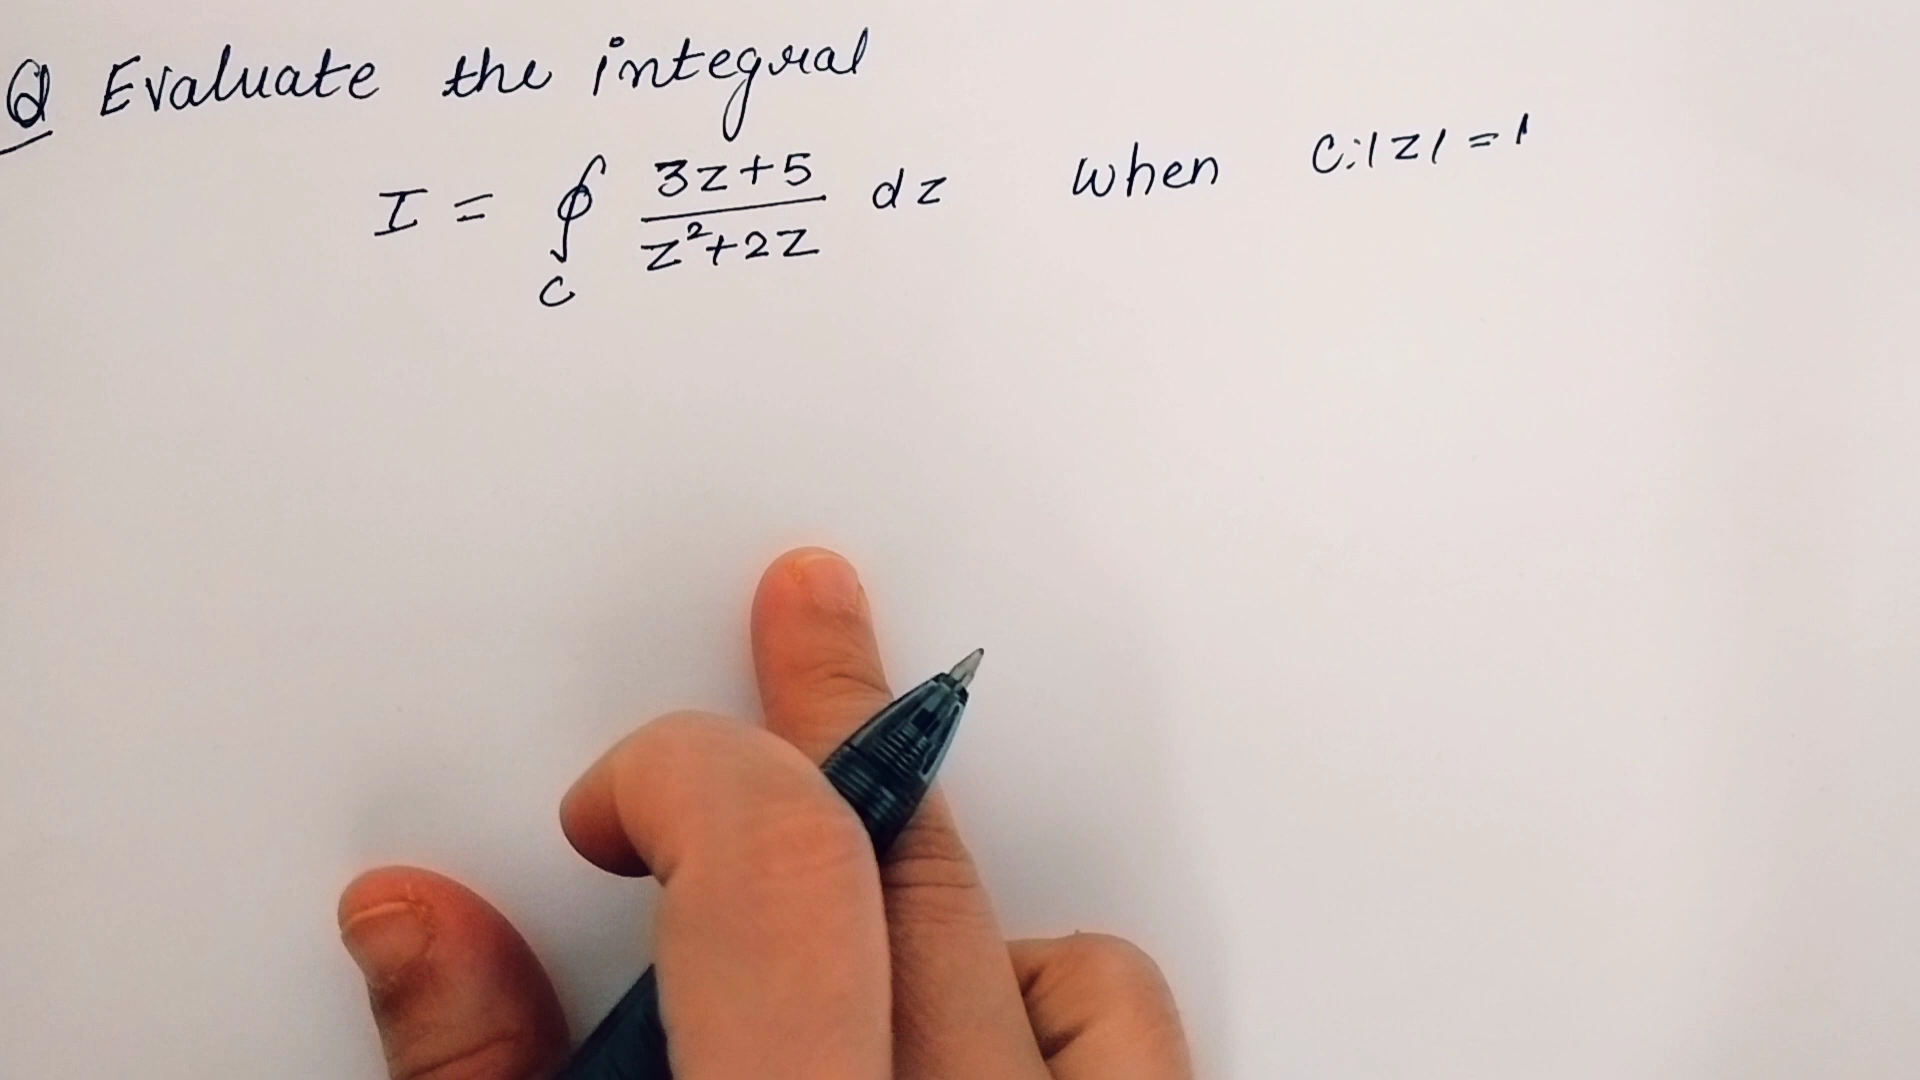 Q Evaluate the integral
I = ∮_C (3z+5)/(z²+2z) dz when C:|z|=1